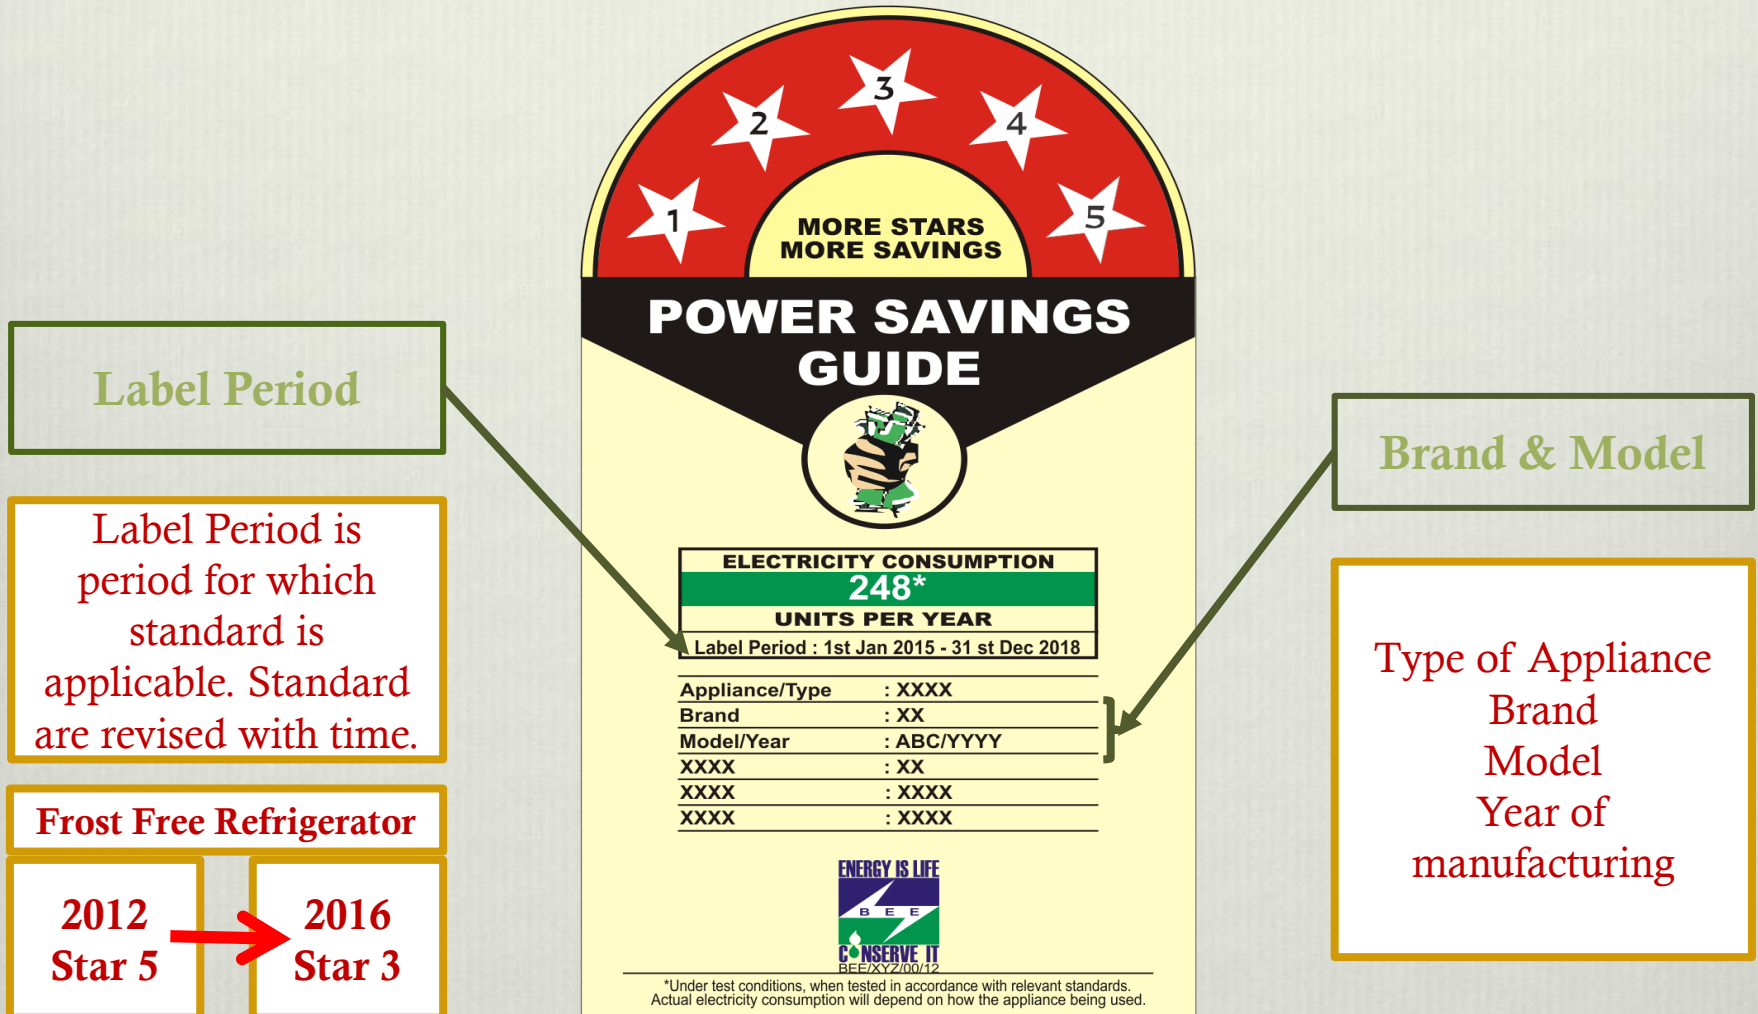 1
2
3
4
5
MORE STARS
MORE SAVINGS
POWER SAVINGS
GUIDE
Label Period
Label Period is
period for which
standard is
applicable. Standard
are revised with time.
Frost Free Refrigerator
2012
Star 5
2016
Star 3
ELECTRICITY CONSUMPTION
248*
UNITS PER YEAR
Label Period : 1st Jan 2015 - 31 st Dec 2018
Appliance/Type : XXXX
Brand : XX
Model/Year : ABC/YYYY
XXXX : XX
XXXX : XXXX
XXXX : XXXX
ENERGY IS LIFE
B E E
CONSERVE IT
BEE/XYZ/00/12
*Under test conditions, when tested in accordance with relevant standards.
Actual electricity consumption will depend on how the appliance being used.
Brand & Model
Type of Appliance
Brand
Model
Year of
manufacturing